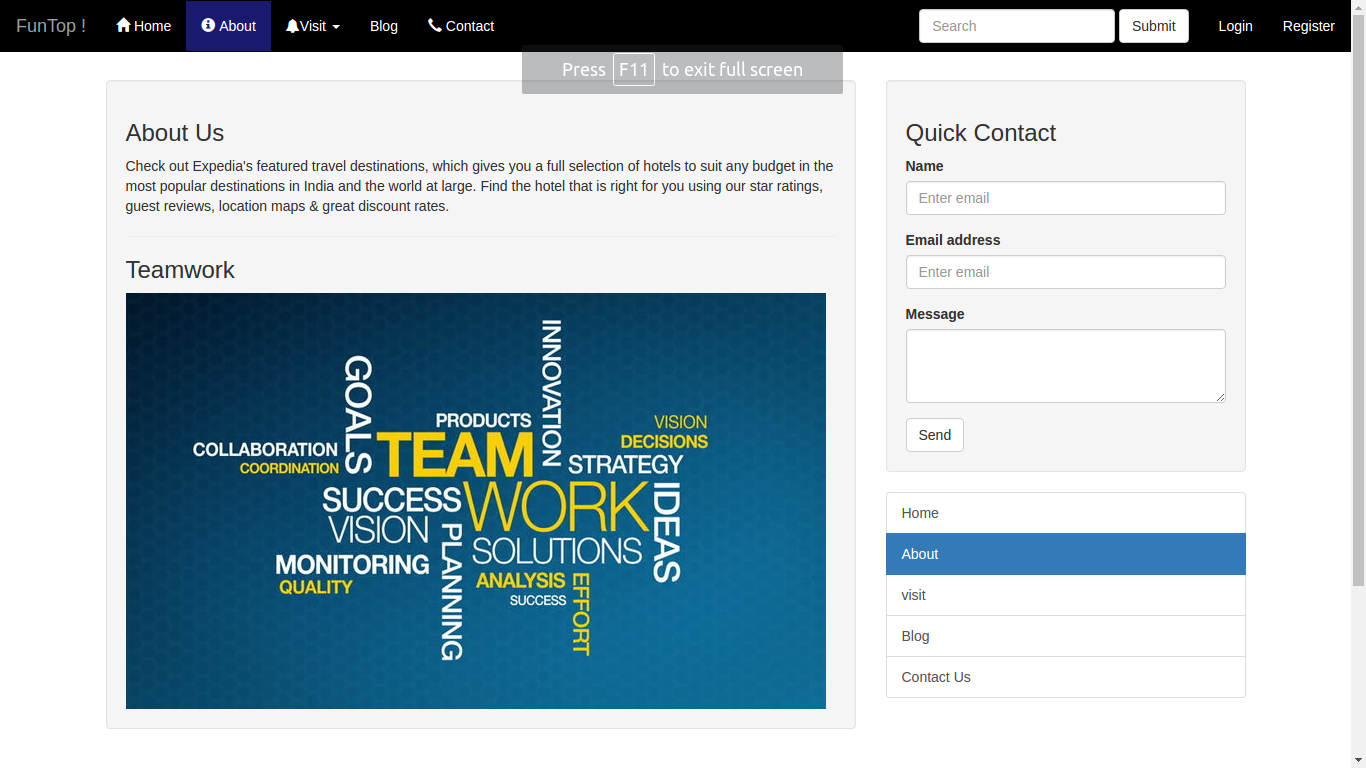 FunTop !
Home
About
Visit
Blog
Contact
Search
Submit
Login
Register
Press F11 to exit full screen
About Us
Check out Expedia's featured travel destinations, which gives you a full selection of hotels to suit any budget in the
most popular destinations in India and the world at large. Find the hotel that is right for you using our star ratings,
guest reviews, location maps & great discount rates.
Teamwork
INNOVATION
GOALS
PRODUCTS
VISION
DECISIONS
COLLABORATION
COORDINATION
TEAM
STRATEGY
SUCCESS
WORK
IDEAS
VISION
PLANNING
SOLUTIONS
MONITORING
QUALITY
ANALYSIS
EFFORT
SUCCESS
Quick Contact
Name
Enter email
Email address
Enter email
Message
Send
Home
About
visit
Blog
Contact Us